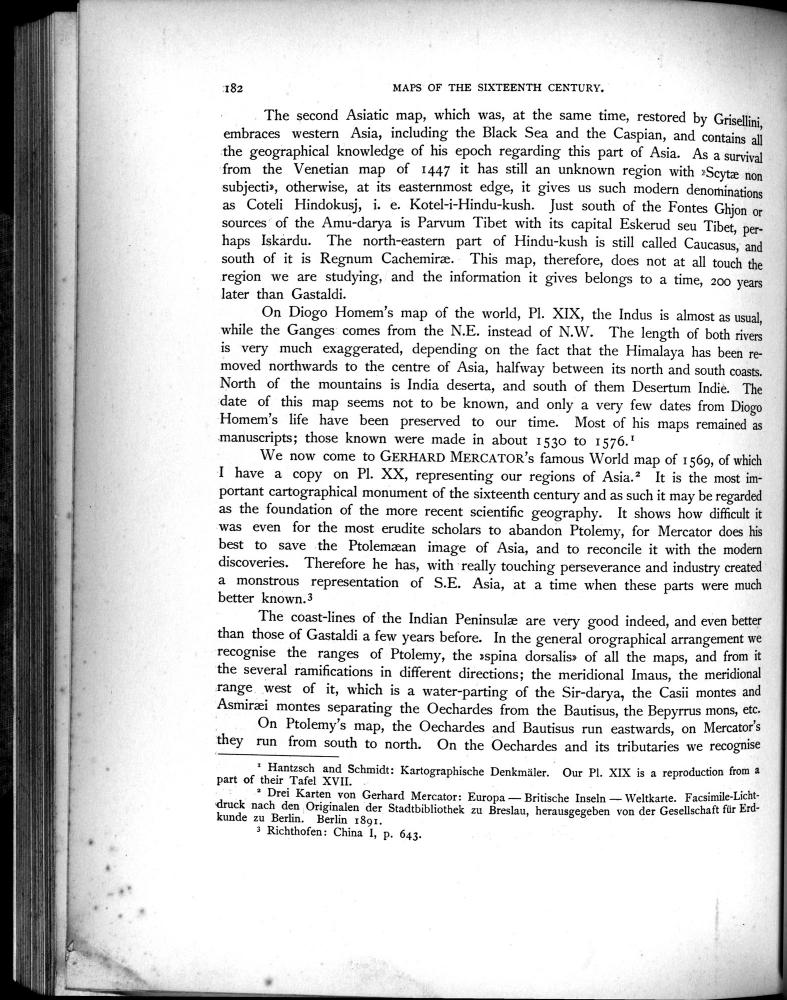 182 MAPS OF THE SIXTEENTH CENTURY.
The second Asiatic map, which was, at the same time, restored by Grisellini,
embraces western Asia, including the Black Sea and the Caspian, and contains all
the geographical knowledge of his epoch regarding this part of Asia. As a survival
from the Venetian map of 1447 it has still an unknown region with »Scytæ non
subjecti», otherwise, at its easternmost edge, it gives us such modern denominations
as Coteli Hindokusj, i. e. Kotel-i-Hindu-kush. Just south of the Fontes Ghjon or
sources of the Amu-darya is Parvum Tibet with its capital Eskerud seu Tibet, per-
haps Iskardu. The north-eastern part of Hindu-kush is still called Caucasus, and
south of it is Regnum Cachemiræ. This map, therefore, does not at all touch the
region we are studying, and the information it gives belongs to a time, 200 years
later than Gastaldi.
On Diogo Homem's map of the world, Pl. XIX, the Indus is almost as usual,
while the Ganges comes from the N.E. instead of N.W. The length of both rivers
is very much exaggerated, depending on the fact that the Himalaya has been re-
moved northwards to the centre of Asia, halfway between its north and south coasts.
North of the mountains is India deserta, and south of them Desertum Indiē. The
date of this map seems not to be known, and only a very few dates from Diogo
Homem's life have been preserved to our time. Most of his maps remained as
manuscripts; those known were made in about 1530 to 1576.¹
We now come to GERHARD MERCATOR's famous World map of 1569, of which
I have a copy on Pl. XX, representing our regions of Asia.² It is the most im-
portant cartographical monument of the sixteenth century and as such it may be regarded
as the foundation of the more recent scientific geography. It shows how difficult it
was even for the most erudite scholars to abandon Ptolemy, for Mercator does his
best to save the Ptolemæan image of Asia, and to reconcile it with the modern
discoveries. Therefore he has, with really touching perseverance and industry created
a monstrous representation of S.E. Asia, at a time when these parts were much
better known.³
The coast-lines of the Indian Peninsulæ are very good indeed, and even better
than those of Gastaldi a few years before. In the general orographical arrangement we
recognise the ranges of Ptolemy, the »spina dorsalis» of all the maps, and from it
the several ramifications in different directions; the meridional Imaus, the meridional
range west of it, which is a water-parting of the Sir-darya, the Casii montes and
Asmiræi montes separating the Oechardes from the Bautisus, the Bepyrrus mons, etc.
On Ptolemy's map, the Oechardes and Bautisus run eastwards, on Mercator's
they run from south to north. On the Oechardes and its tributaries we recognise
¹ Hantzsch and Schmidt: Kartographische Denkmäler. Our Pl. XIX is a reproduction from a
part of their Tafel XVII.
² Drei Karten von Gerhard Mercator: Europa — Britische Inseln — Weltkarte. Facsimile-Licht-
druck nach den Originalen der Stadtbibliothek zu Breslau, herausgegeben von der Gesellschaft für Erd-
kunde zu Berlin. Berlin 1891.
³ Richthofen: China I, p. 643.